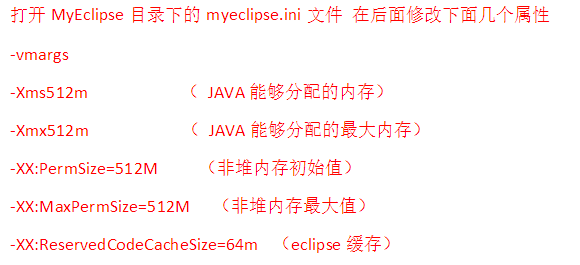 打开 MyEclipse 目录下的 myeclipse.ini 文件 在后面修改下面几个属性
-vmargs
-Xms512m （ JAVA 能够分配的内存）
-Xmx512m （ JAVA 能够分配的最大内存）
-XX:PermSize=512M （非堆内存初始值）
-XX:MaxPermSize=512M （非堆内存最大值）
-XX:ReservedCodeCacheSize=64m （eclipse 缓存）